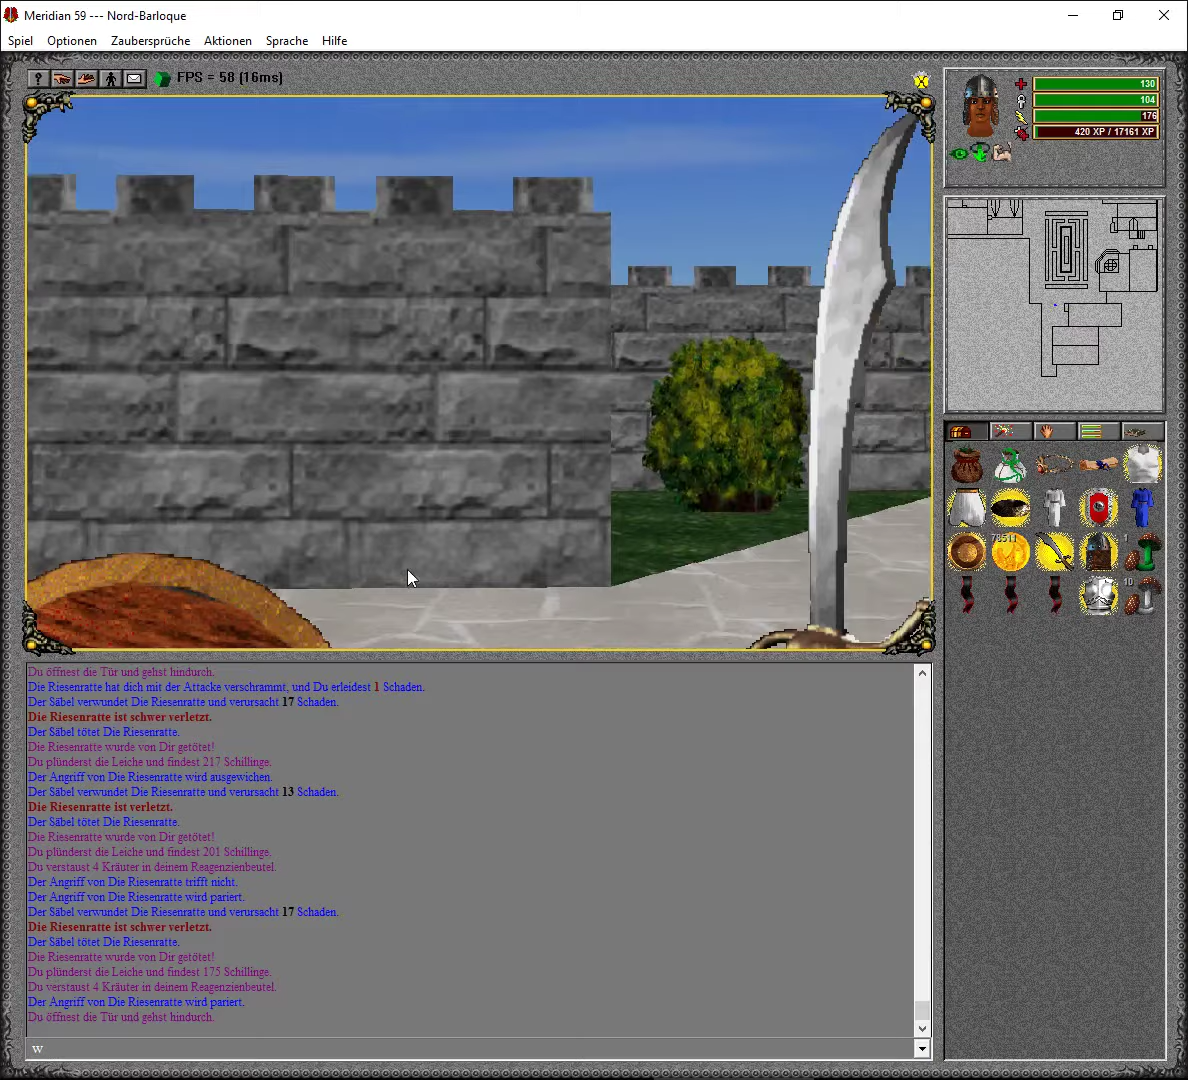 Meridian 59 --- Nord-Barloque
Spiel Optionen Zaubersprüche Aktionen Sprache Hilfe
? FPS = 58 (16ms)
130
104
176
420 XP / 17161 XP
78511 1
10
Du öffnest die Tür und gehst hindurch.
Die Riesenratte hat dich mit der Attacke verschrammt, und Du erleidest 1 Schaden.
Der Säbel verwundet Die Riesenratte und verursacht 17 Schaden.
Die Riesenratte ist schwer verletzt.
Der Säbel tötet Die Riesenratte.
Die Riesenratte wurde von Dir getötet!
Du plünderst die Leiche und findest 217 Schillinge.
Der Angriff von Die Riesenratte wird ausgewichen.
Der Säbel verwundet Die Riesenratte und verursacht 13 Schaden.
Die Riesenratte ist verletzt.
Der Säbel tötet Die Riesenratte.
Die Riesenratte wurde von Dir getötet!
Du plünderst die Leiche und findest 201 Schillinge.
Du verstaust 4 Kräuter in deinem Reagenzienbeutel.
Der Angriff von Die Riesenratte trifft nicht.
Der Angriff von Die Riesenratte wird pariert.
Der Säbel verwundet Die Riesenratte und verursacht 17 Schaden.
Die Riesenratte ist schwer verletzt.
Der Säbel tötet Die Riesenratte.
Die Riesenratte wurde von Dir getötet!
Du plünderst die Leiche und findest 175 Schillinge.
Du verstaust 4 Kräuter in deinem Reagenzienbeutel.
Der Angriff von Die Riesenratte wird pariert.
Du öffnest die Tür und gehst hindurch.
w